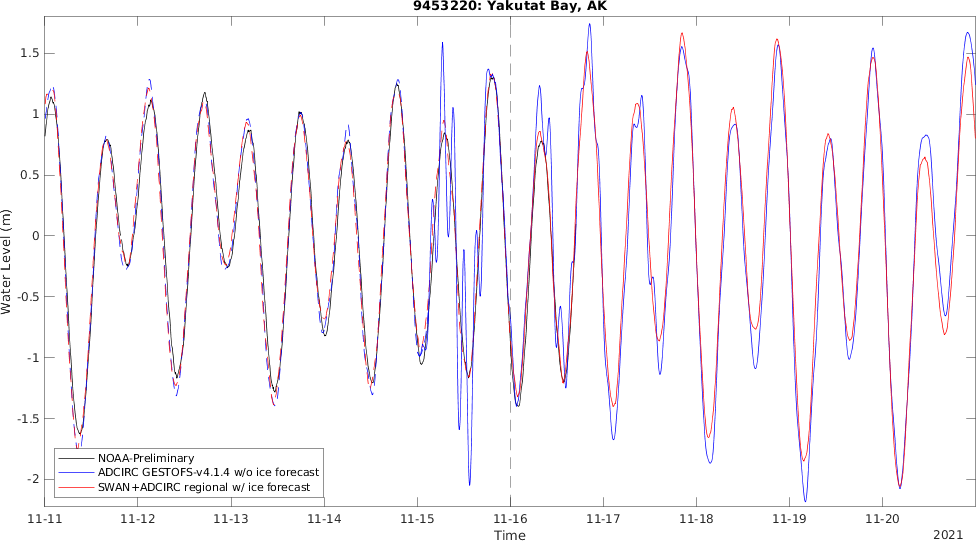 9453220: Yakutat Bay, AK
Water Level (m)
1.5
1
0.5
0
-0.5
-1
-1.5
-2
NOAA-Preliminary
ADCIRC GESTOFS-v4.1.4 w/o ice forecast
SWAN+ADCIRC regional w/ ice forecast
11-11 11-12 11-13 11-14 11-15 11-16 11-17 11-18 11-19 11-20
Time
2021